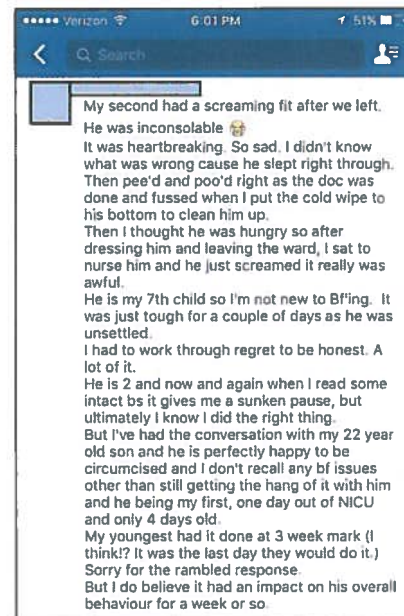 Verizon 6:01 PM 51%
Search
My second had a screaming fit after we left.
He was inconsolable
It was heartbreaking. So sad. I didn't know
what was wrong cause he slept right through.
Then pee'd and poo'd right as the doc was
done and fussed when I put the cold wipe to
his bottom to clean him up.
Then I thought he was hungry so after
dressing him and leaving the ward, I sat to
nurse him and he just screamed it really was
awful.
He is my 7th child so I'm not new to Bf'ing. It
was just tough for a couple of days as he was
unsettled.
I had to work through regret to be honest. A
lot of it.
He is 2 and now and again when I read some
intact bs it gives me a sunken pause, but
ultimately I know I did the right thing.
But I've had the conversation with my 22 year
old son and he is perfectly happy to be
circumcised and I don't recall any bf issues
other than still getting the hang of it with him
and he being my first, one day out of NICU
and only 4 days old.
My youngest had it done at 3 week mark (I
think!? It was the last day they would do it.)
Sorry for the rambled response.
But I do believe it had an impact on his overall
behaviour for a week or so.